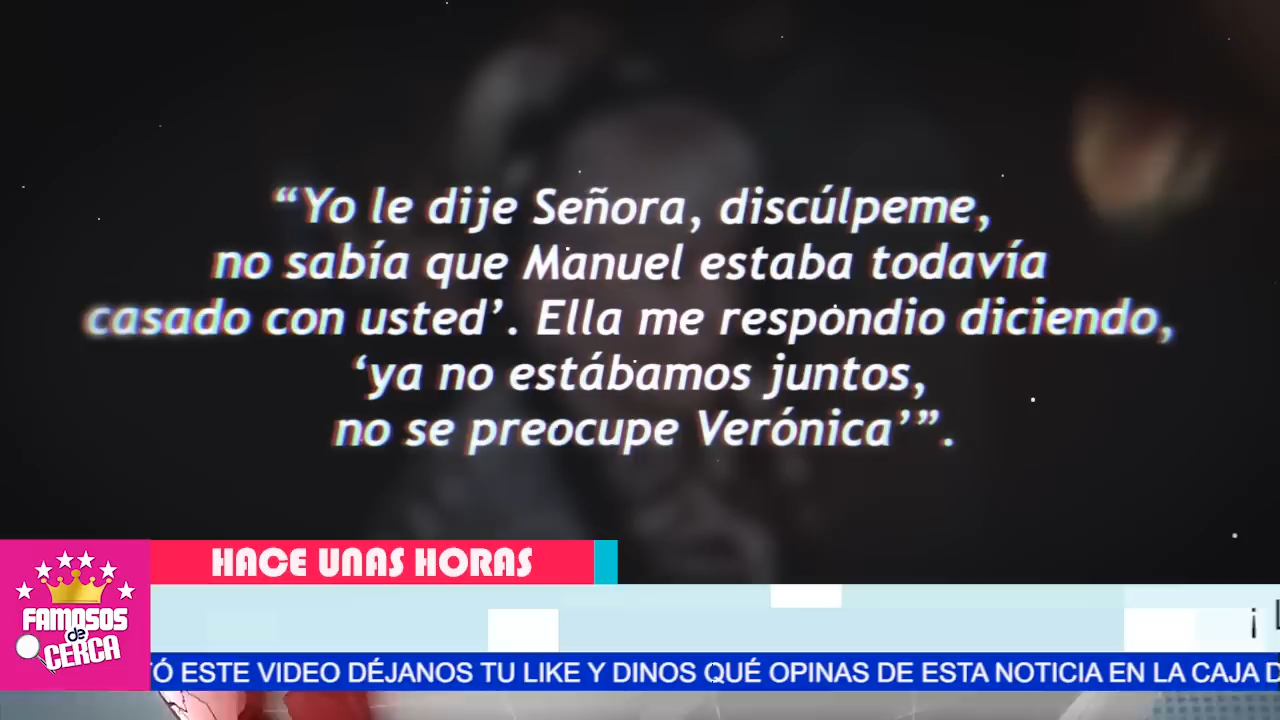 “Yo le dije Señora, discúlpeme,
no sabía que Manuel estaba todavía
casado con usted’. Ella me respondio diciendo,
‘ya no estábamos juntos,
no se preocupe Verónica’”.
HACE UNAS HORAS
FAMOSOS
de
CERCA
¡ L
TÓ ESTE VIDEO DÉJANOS TU LIKE Y DINOS QUÉ OPINAS DE ESTA NOTICIA EN LA CAJA D